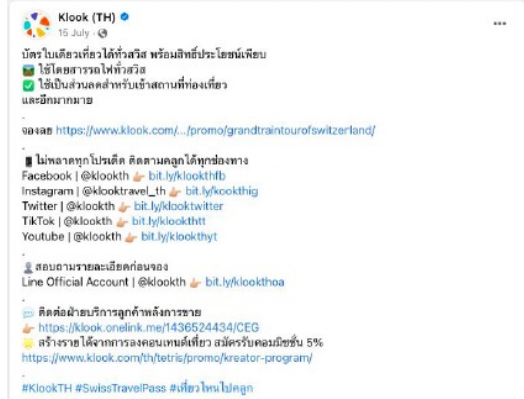 Klook (TH)
15 July ·
บัตรใบเดียวเที่ยวได้ทั่วสวิส พร้อมสิทธิ์ประโยชน์เพียบ
ใช้โดยสารรถไฟทั่วสวิส
ใช้เป็นส่วนลดสำหรับเข้าสถานที่ท่องเที่ยว
และอีกมากมาย
.
จองเลย https://www.klook.com/.../promo/grandtraintourofswitzerland/
.
ไม่พลาดทุกโปรเด็ด ติดตามคลูกได้ทุกช่องทาง
Facebook | @klookth 👉🏼 bit.ly/klookthfb
Instagram | @klooktravel_th 👉🏼 bit.ly/kookthig
Twitter | @klookth 👉🏼 bit.ly/klooktwitter
TikTok | @klookth 👉🏼 bit.ly/klookthtt
Youtube | @klookth 👉🏼 bit.ly/klookthyt
.
สอบถามรายละเอียดก่อนจอง
Line Official Account | @klookth 👉🏼 bit.ly/klookthoa
.
ติดต่อฝ่ายบริการลูกค้าหลังการขาย
👉🏼 https://klook.onelink.me/1436524434/CEG
สร้างรายได้จากการลงคอนเทนต์เที่ยว สมัครรับคอมมิชชั่น 5%
https://www.klook.com/th/tetris/promo/kreator-program/
.
#KlookTH #SwissTravelPass #เที่ยวไหนไปคลูก